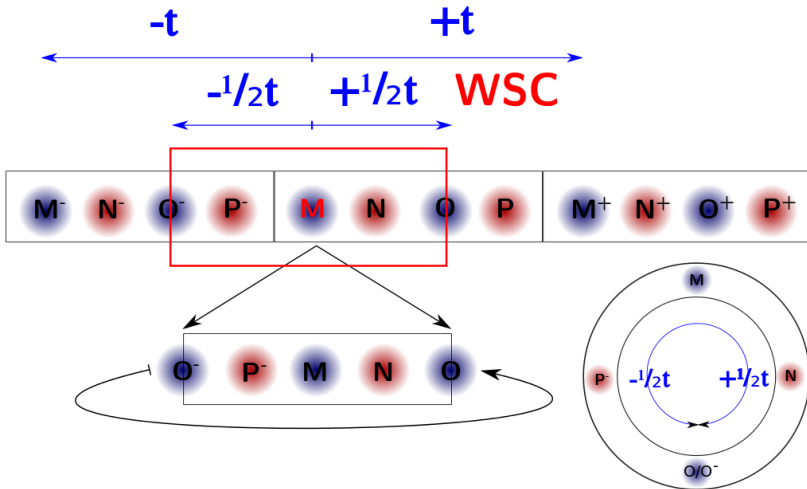 -t +t
-½t +½t WSC
M⁻ N⁻ O⁻ P⁻ M N O P M⁺ N⁺ O⁺ P⁺
M
O⁻ P⁻ M N O
P⁻ -½t +½t N
O/O⁻